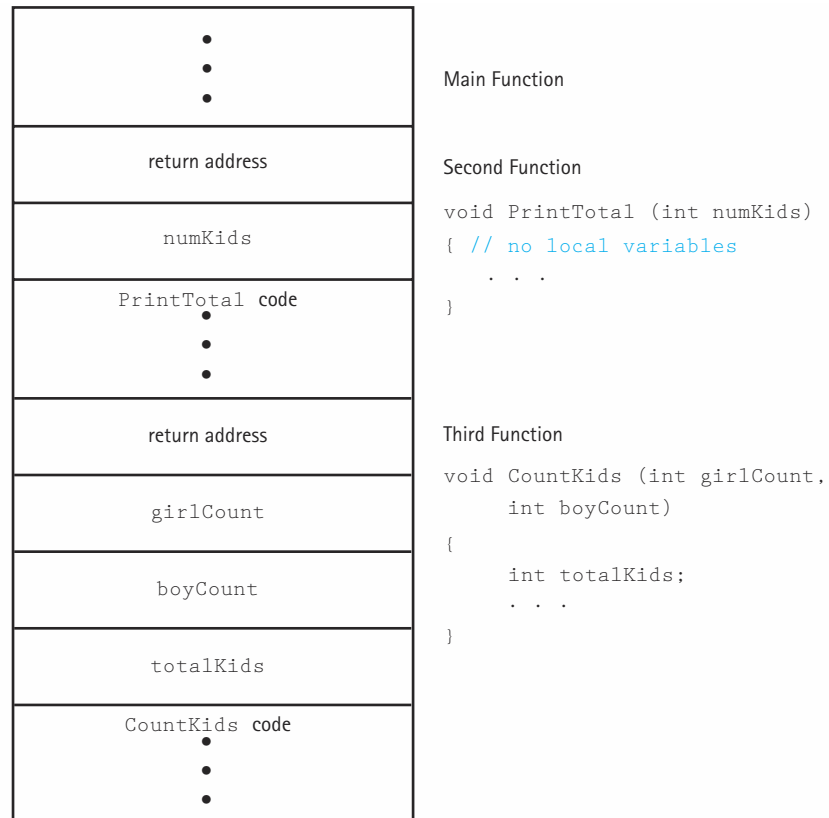 Main Function
return address
Second Function
void PrintTotal (int numKids)
numKids
{ // no local variables
. . .
PrintTotal code
}
return address
Third Function
void CountKids (int girlCount,
int boyCount)
girlCount
{
int totalKids;
boyCount
. . .
}
totalKids
CountKids code